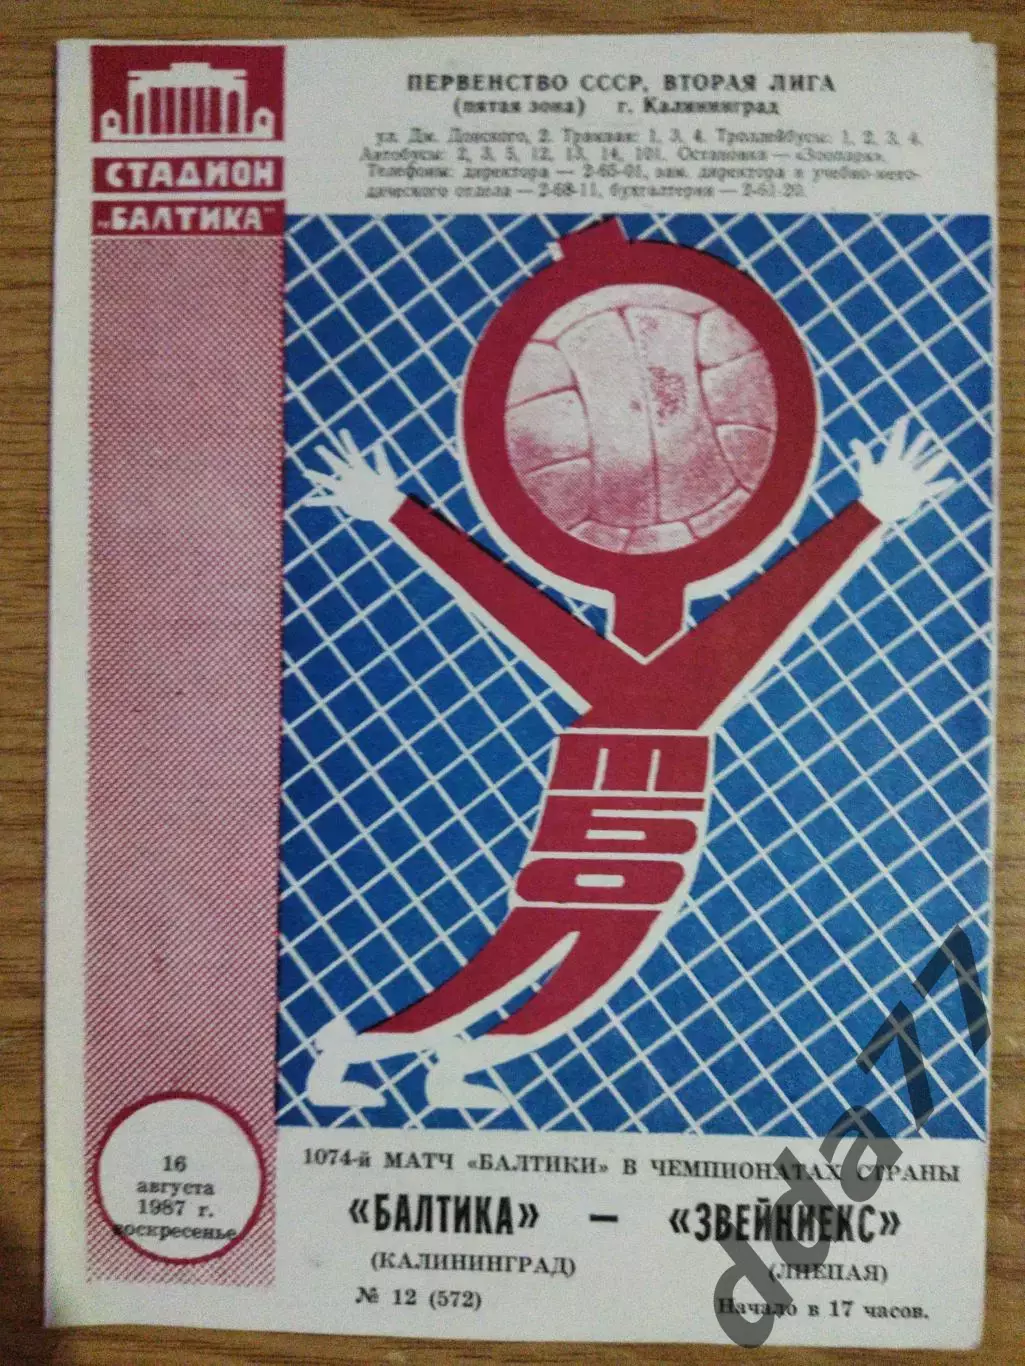 СТАДИОН
„БАЛТИКА"
ПЕРВЕНСТВО СССР, ВТОРАЯ ЛИГА
(пятая зона) г. Калининград
ул. Дм. Донского, 2. Трамваи: 1, 3, 4. Троллейбусы: 1, 2, 3, 4.
Автобусы: 2, 3, 5, 12, 13, 14, 101. Остановка — «Зоопарк».
Телефоны: директора — 2-65-01, зам. директора и учебно-мето-
дического отдела — 2-68-11, бухгалтерия — 2-61-20.
Ф
У
Т
Б
О
Л
16
августа
1987 г.
воскресенье
1074-й МАТЧ «БАЛТИКИ» В ЧЕМПИОНАТАХ СТРАНЫ
«БАЛТИКА» — «ЗВЕЙНИЕКС»
(КАЛИНИНГРАД) (ЛИЕПАЯ)
№ 12 (572) Начало в 17 часов.
dda77